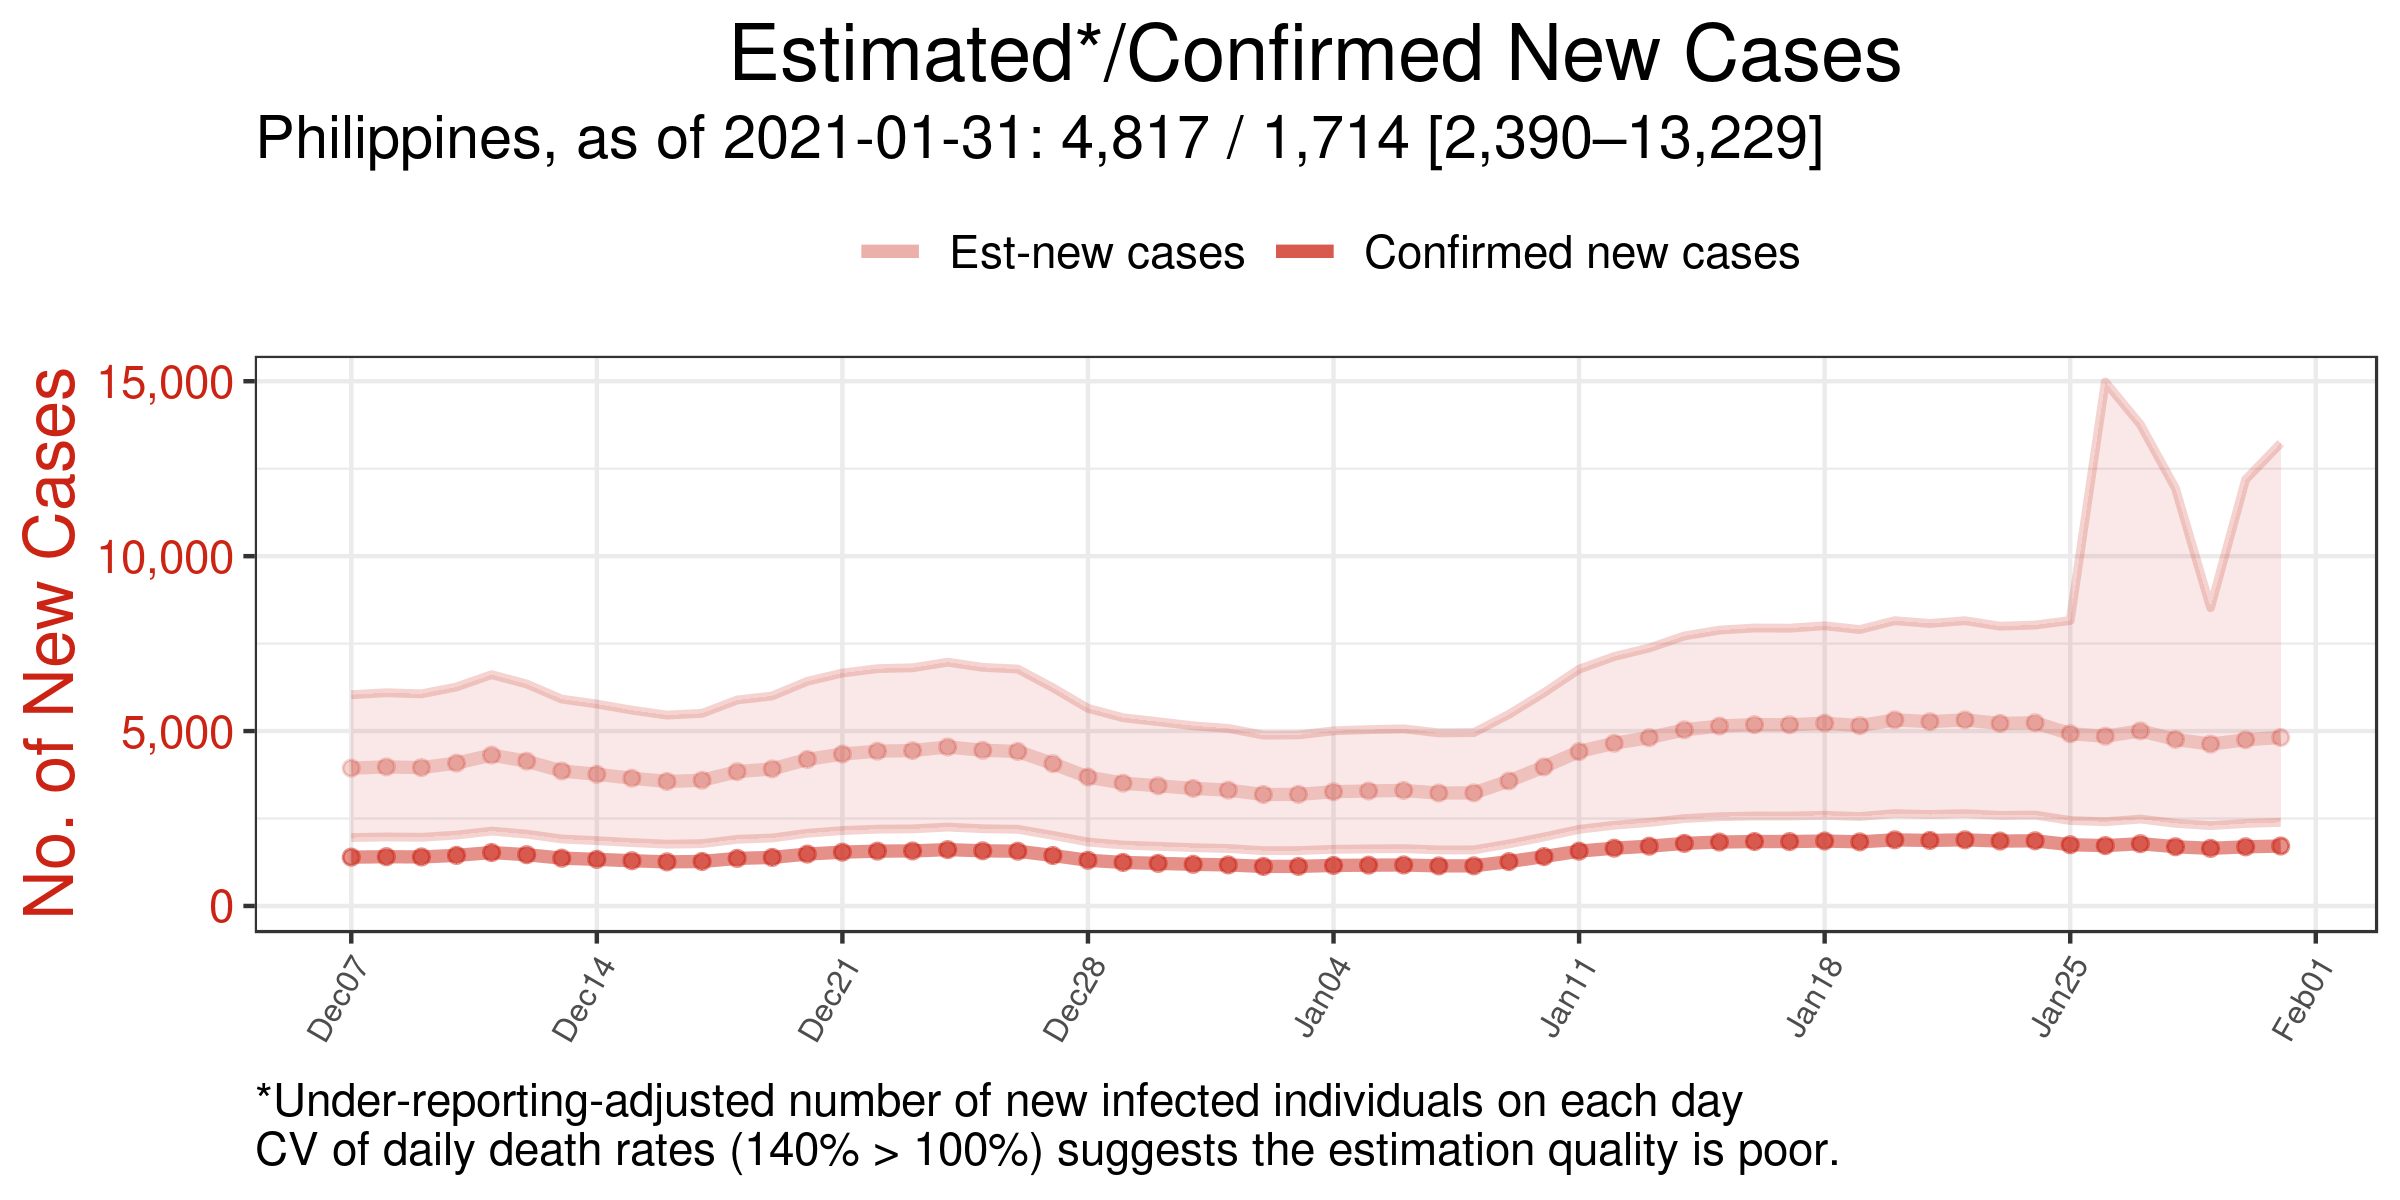 Estimated*/Confirmed New Cases
Philippines, as of 2021-01-31: 4,817 / 1,714 [2,390–13,229]
Est-new cases
Confirmed new cases
No. of New Cases
15,000
10,000
5,000
0
Dec07
Dec14
Dec21
Dec28
Jan04
Jan11
Jan18
Jan25
Feb01
*Under-reporting-adjusted number of new infected individuals on each day
CV of daily death rates (140% > 100%) suggests the estimation quality is poor.